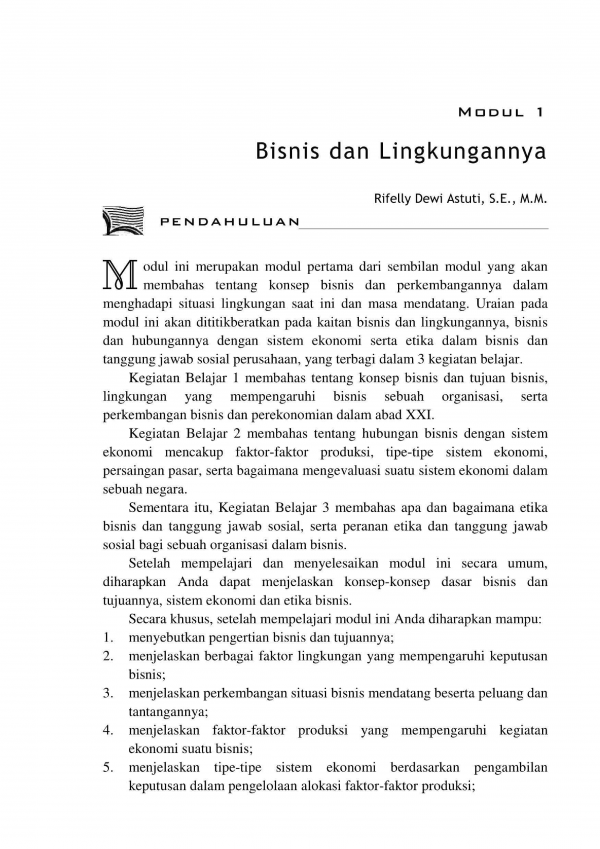 MODUL 1
Bisnis dan Lingkungannya
Rifelly Dewi Astuti, S.E., M.M.
PENDAHULUAN
Modul ini merupakan modul pertama dari sembilan modul yang akan
membahas tentang konsep bisnis dan perkembangannya dalam
menghadapi situasi lingkungan saat ini dan masa mendatang. Uraian pada
modul ini akan dititikberatkan pada kaitan bisnis dan lingkungannya, bisnis
dan hubungannya dengan sistem ekonomi serta etika dalam bisnis dan
tanggung jawab sosial perusahaan, yang terbagi dalam 3 kegiatan belajar.
Kegiatan Belajar 1 membahas tentang konsep bisnis dan tujuan bisnis,
lingkungan yang mempengaruhi bisnis sebuah organisasi, serta
perkembangan bisnis dan perekonomian dalam abad XXI.
Kegiatan Belajar 2 membahas tentang hubungan bisnis dengan sistem
ekonomi mencakup faktor-faktor produksi, tipe-tipe sistem ekonomi,
persaingan pasar, serta bagaimana mengevaluasi suatu sistem ekonomi dalam
sebuah negara.
Sementara itu, Kegiatan Belajar 3 membahas apa dan bagaimana etika
bisnis dan tanggung jawab sosial, serta peranan etika dan tanggung jawab
sosial bagi sebuah organisasi dalam bisnis.
Setelah mempelajari dan menyelesaikan modul ini secara umum,
diharapkan Anda dapat menjelaskan konsep-konsep dasar bisnis dan
tujuannya, sistem ekonomi dan etika bisnis.
Secara khusus, setelah mempelajari modul ini Anda diharapkan mampu:
1. menyebutkan pengertian bisnis dan tujuannya;
2. menjelaskan berbagai faktor lingkungan yang mempengaruhi keputusan
bisnis;
3. menjelaskan perkembangan situasi bisnis mendatang beserta peluang dan
tantangannya;
4. menjelaskan faktor-faktor produksi yang mempengaruhi kegiatan
ekonomi suatu bisnis;
5. menjelaskan tipe-tipe sistem ekonomi berdasarkan pengambilan
keputusan dalam pengelolaan alokasi faktor-faktor produksi;